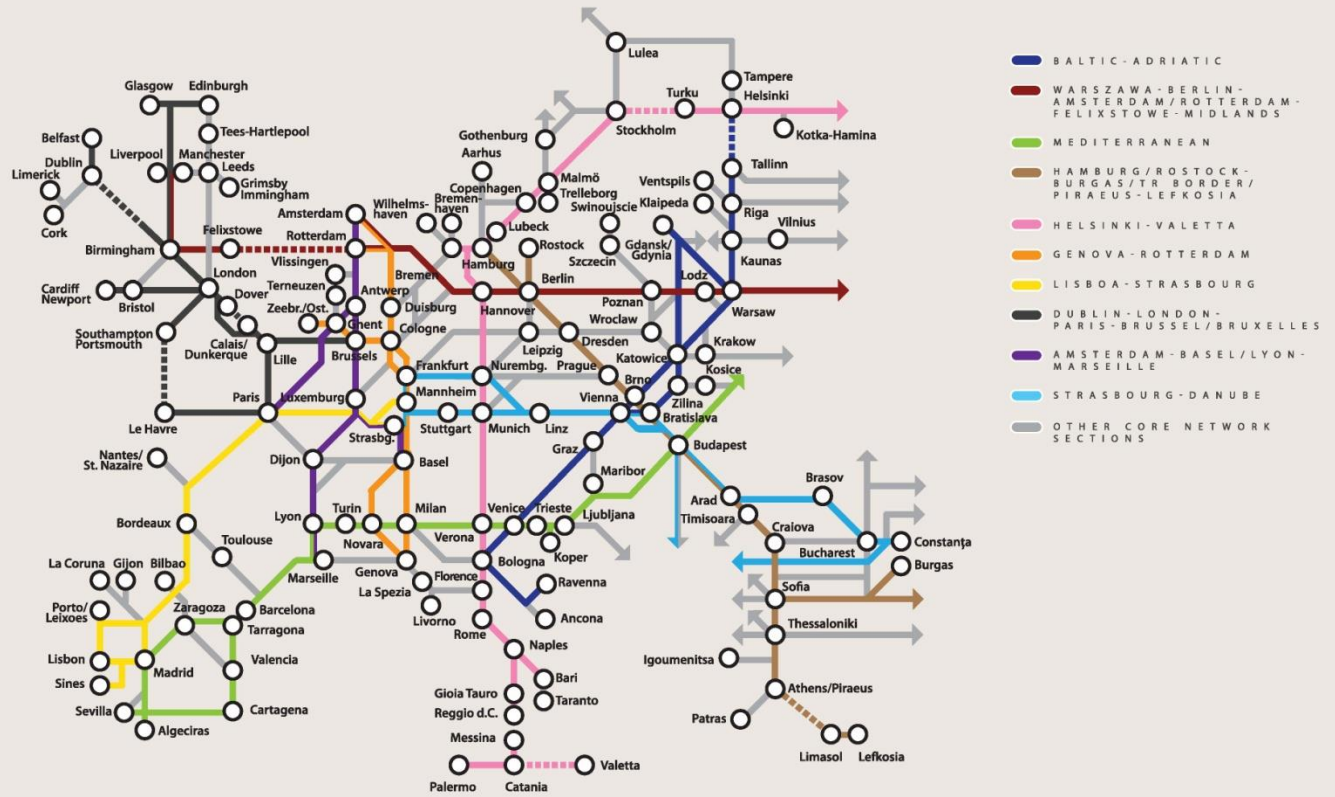 Lulea
Tampere
Glasgow
Edinburgh
Turku
Helsinki
Stockholm
Kotka-Hamina
Tees-Hartlepool
Belfast
Gothenburg
Liverpool
Manchester
Dublin
Leeds
Aarhus
Tallinn
Limerick
Grimsby
Immingham
Copenhagen
Malmö
Trelleborg
Ventspils
Cork
Amsterdam
Wilhelms-
haven
Bremen-
haven
Swinoujscie
Klaipeda
Riga
Vilnius
Felixstowe
Rotterdam
Lubeck
Rostock
Szczecin
Gdansk/
Gdynia
Kaunas
Birmingham
Vlissingen
Hamburg
London
Terneuzen
Bremen
Berlin
Lodz
Cardiff
Newport
Bristol
Dover
Antwerp
Poznan
Warsaw
Zeebr./Ost.
Duisburg
Hannover
Southampton
Portsmouth
Ghent
Cologne
Wroclaw
Calais/
Dunkerque
Lille
Brussels
Leipzig
Dresden
Krakow
Katowice
Kosice
Frankfurt
Nurembg.
Prague
Brno
Mannheim
Paris
Luxemburg
Vienna
Zilina
Le Havre
Strasbg.
Stuttgart
Munich
Linz
Bratislava
Graz
Budapest
Nantes/
St. Nazaire
Dijon
Basel
Maribor
Brasov
Arad
Bordeaux
Lyon
Turin
Milan
Venice
Trieste
Ljubljana
Timisoara
Craiova
Toulouse
Novara
Verona
Koper
Bucharest
Constanţa
La Coruna
Gijon
Bilbao
Marseille
Genova
Bologna
Burgas
Florence
La Spezia
Ravenna
Sofia
Porto/
Leixoes
Zaragoza
Barcelona
Livorno
Tarragona
Rome
Ancona
Thessaloniki
Lisbon
Madrid
Valencia
Naples
Igoumenitsa
Sines
Bari
Gioia Tauro
Taranto
Athens/Piraeus
Sevilla
Cartagena
Reggio d.C.
Patras
Algeciras
Messina
Limasol
Lefkosia
Palermo
Catania
Valetta
BALTIC-ADRIATIC
WARSZAWA-BERLIN-
AMSTERDAM/ROTTERDAM-
FELIXSTOWE-MIDLANDS
MEDITERRANEAN
HAMBURG/ROSTOCK-
BURGAS/TR BORDER/
PIRAEUS-LEFKOSIA
HELSINKI-VALETTA
GENOVA-ROTTERDAM
LISBOA-STRASBOURG
DUBLIN-LONDON-
PARIS-BRUSSEL/BRUXELLES
AMSTERDAM-BASEL/LYON-
MARSEILLE
STRASBOURG-DANUBE
OTHER CORE NETWORK
SECTIONS